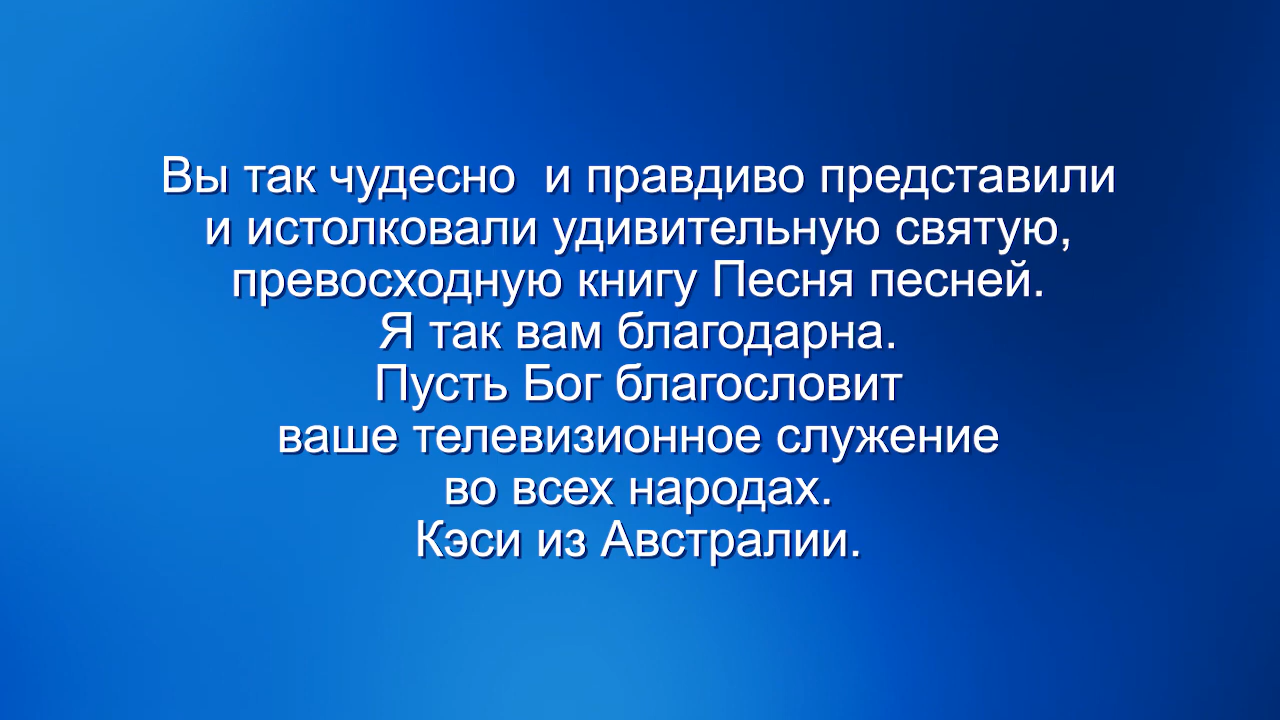 Вы так чудесно  и правдиво представили
и истолковали удивительную святую,
превосходную книгу Песня песней.
Я так вам благодарна.
Пусть Бог благословит
ваше телевизионное служение
во всех народах.
Кэси из Австралии.